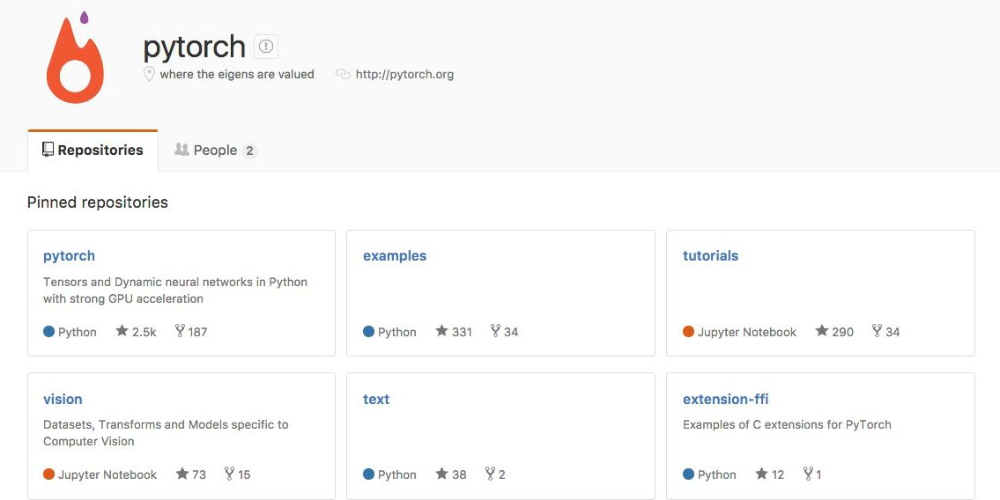 pytorch
where the eigens are valued http://pytorch.org
Repositories People 2
Pinned repositories
pytorch
Tensors and Dynamic neural networks in Python
with strong GPU acceleration
Python 2.5k 187
examples
Python 331 34
tutorials
Jupyter Notebook 290 34
vision
Datasets, Transforms and Models specific to
Computer Vision
Jupyter Notebook 73 15
text
Python 38 2
extension-ffi
Examples of C extensions for PyTorch
Python 12 1